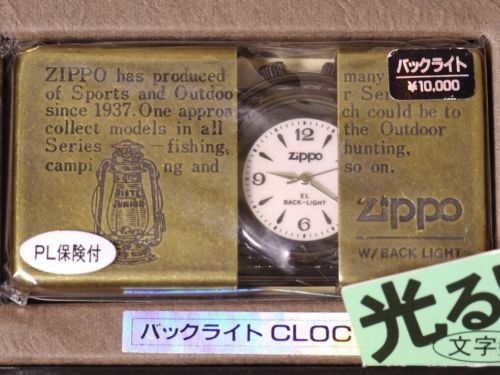 ZIPPO has produced many
of Sports and Outdoo r Ser
since 1937. One approa ch could be to
collect models in all the Outdoor
Series —fishing, hunting,
campi ng and so on.
バックライト
¥10,000
12
Zippo
9
EL
BACK-LIGHT
6
Zippo
W/BACK LIGHT
PL保険付
バックライト CLOC
光る
文字